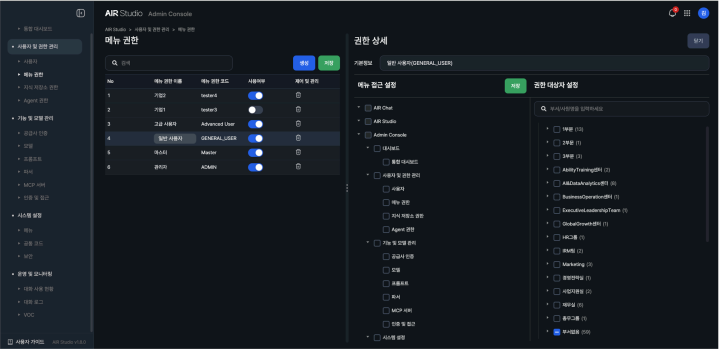 AIR Studio Admin Console
6
김
통합 대시보드
사용자 및 권한 관리
사용자
메뉴 권한
지식 저장소 권한
Agent 권한
기능 및 모델 관리
공급사 인증
모델
프롬프트
파서
MCP 서버
인증 및 접근
시스템 설정
메뉴
공통 코드
보안
운영 및 모니터링
대화 사용 현황
대화 로그
VOC
사용자 가이드 AIR Studio v1.8.0
AIR Studio > 사용자 및 권한 관리 > 메뉴 권한
메뉴 권한
검색
생성
저장
No 메뉴 권한 이름 메뉴 권한 코드 사용여부 제어 및 관리
1 기업2 tester4
2 기업1 tester3
3 고급 사용자 Advanced User
4 일반 사용자 GENERAL_USER
5 마스터 Master
6 관리자 ADMIN
권한 상세
닫기
기본정보 일반 사용자(GENERAL_USER)
메뉴 접근 설정
저장
AIR Chat
AIR Studio
Admin Console
대시보드
통합 대시보드
사용자 및 권한 관리
사용자
메뉴 권한
지식 저장소 권한
Agent 권한
기능 및 모델 관리
공급사 인증
모델
프롬프트
파서
MCP 서버
인증 및 접근
시스템 설정
권한 대상자 설정
부서/사원명을 입력하세요
1부문 (13)
2부문 (1)
3부문 (3)
AbilityTraining센터 (2)
AI&DataAnalytics센터 (8)
BusinessOperation센터 (1)
ExecutiveLeadershipTeam (1)
GlobalGrowth센터 (1)
HR그룹 (1)
IRM팀 (2)
Marketing (3)
경영전략실 (1)
사업지원실 (2)
재무실 (6)
총무그룹 (1)
부서없음 (59)